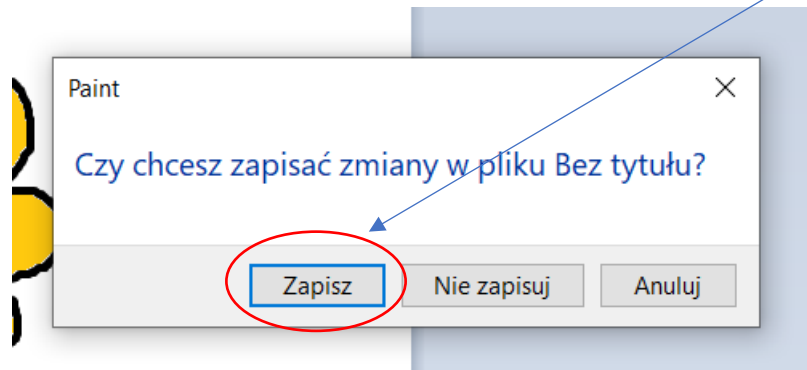 Paint
Czy chcesz zapisać zmiany w pliku Bez tytułu?
Zapisz Nie zapisuj Anuluj